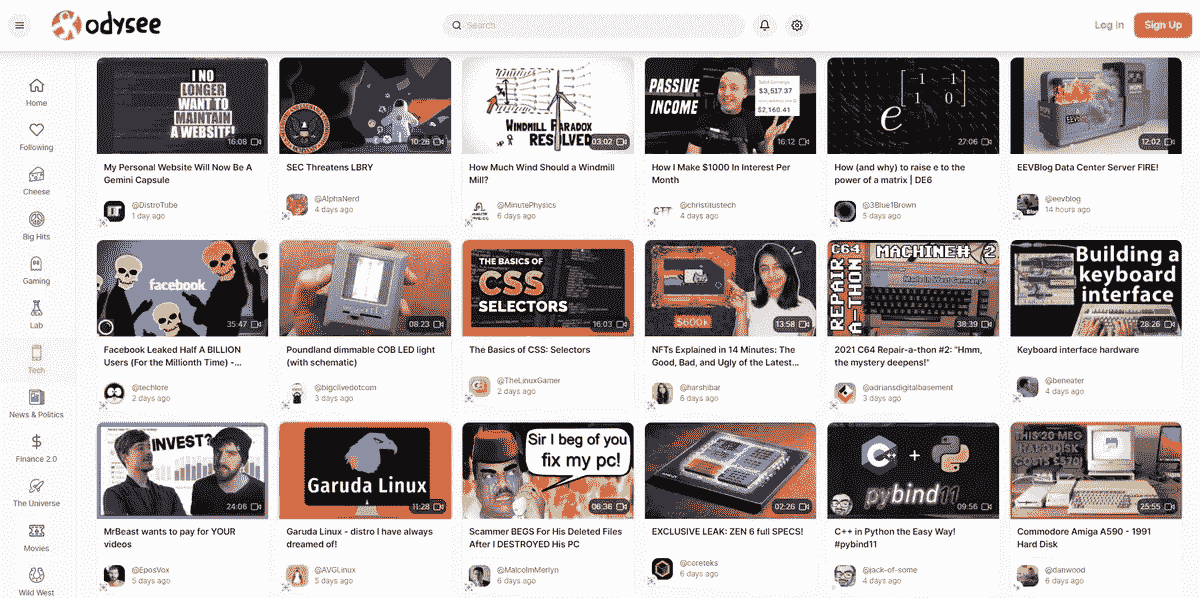 odysee
Search
Log In
Sign Up
Home
Following
Cheese
Big Hits
Gaming
Lab
Tech
News & Politics
Finance 2.0
The Universe
Movies
Wild West
I NO
LONGER
WANT TO
MAINTAIN
A WEBSITE!
16:08
My Personal Website Will Now Be A
Gemini Capsule
@DistroTube
1 day ago
10:26
SEC Threatens LBRY
@AlphaNerd
4 days ago
WINDMILL PARADOX
RESOLVED
03:02
How Much Wind Should a Windmill
Mill?
@MinutePhysics
6 days ago
PASSIVE
INCOME
$3,517.37
$2,160.41
16:12
How I Make $1000 In Interest Per
Month
CTT
@christitustech
4 days ago
e
-1 -1
1 0
27:06
How (and why) to raise e to the
power of a matrix | DE6
@3Blue1Brown
5 days ago
EEVBLOG
12:02
EEVBlog Data Center Server FIRE!
@eevblog
14 hours ago
facebook
35:47
Facebook Leaked Half A BILLION
Users (For the Millionth Time) -...
@techlore
2 days ago
08:23
Poundland dimmable COB LED light
(with schematic)
@bigclivedotcom
3 days ago
THE BASICS OF
CSS
SELECTORS
16:03
The Basics of CSS: Selectors
@TheLinuxGamer
2 days ago
$600k
13:58
NFTs Explained in 14 Minutes: The
Good, Bad, and Ugly of the Latest...
@harshibar
6 days ago
C64
REPAIR
A-THON
MACHINE# 2
38:39
2021 C64 Repair-a-thon #2: "Hmm,
the mystery deepens!"
@adriansdigitalbasement
3 days ago
Building a
keyboard
interface
28:26
Keyboard interface hardware
@beneater
4 days ago
INVEST?
24:06
MrBeast wants to pay for YOUR
videos
@EposVox
5 days ago
Garuda Linux
11:28
Garuda Linux - distro I have always
dreamed of!
@AVGLinux
5 days ago
Sir I beg of you
fix my pc!
06:36
Scammer BEGS For His Deleted Files
After I DESTROYED His PC
@MalcolmMerlyn
6 days ago
02:26
EXCLUSIVE LEAK: ZEN 6 full SPECS!
@coreteks
6 days ago
C++
+
pybind11
09:56
C++ in Python the Easy Way!
#pybind11
@jack-of-some
4 days ago
THIS 20 MEG
HARD DISK
COSTS £570!
25:55
Commodore Amiga A590 - 1991
Hard Disk
@danwood
6 days ago